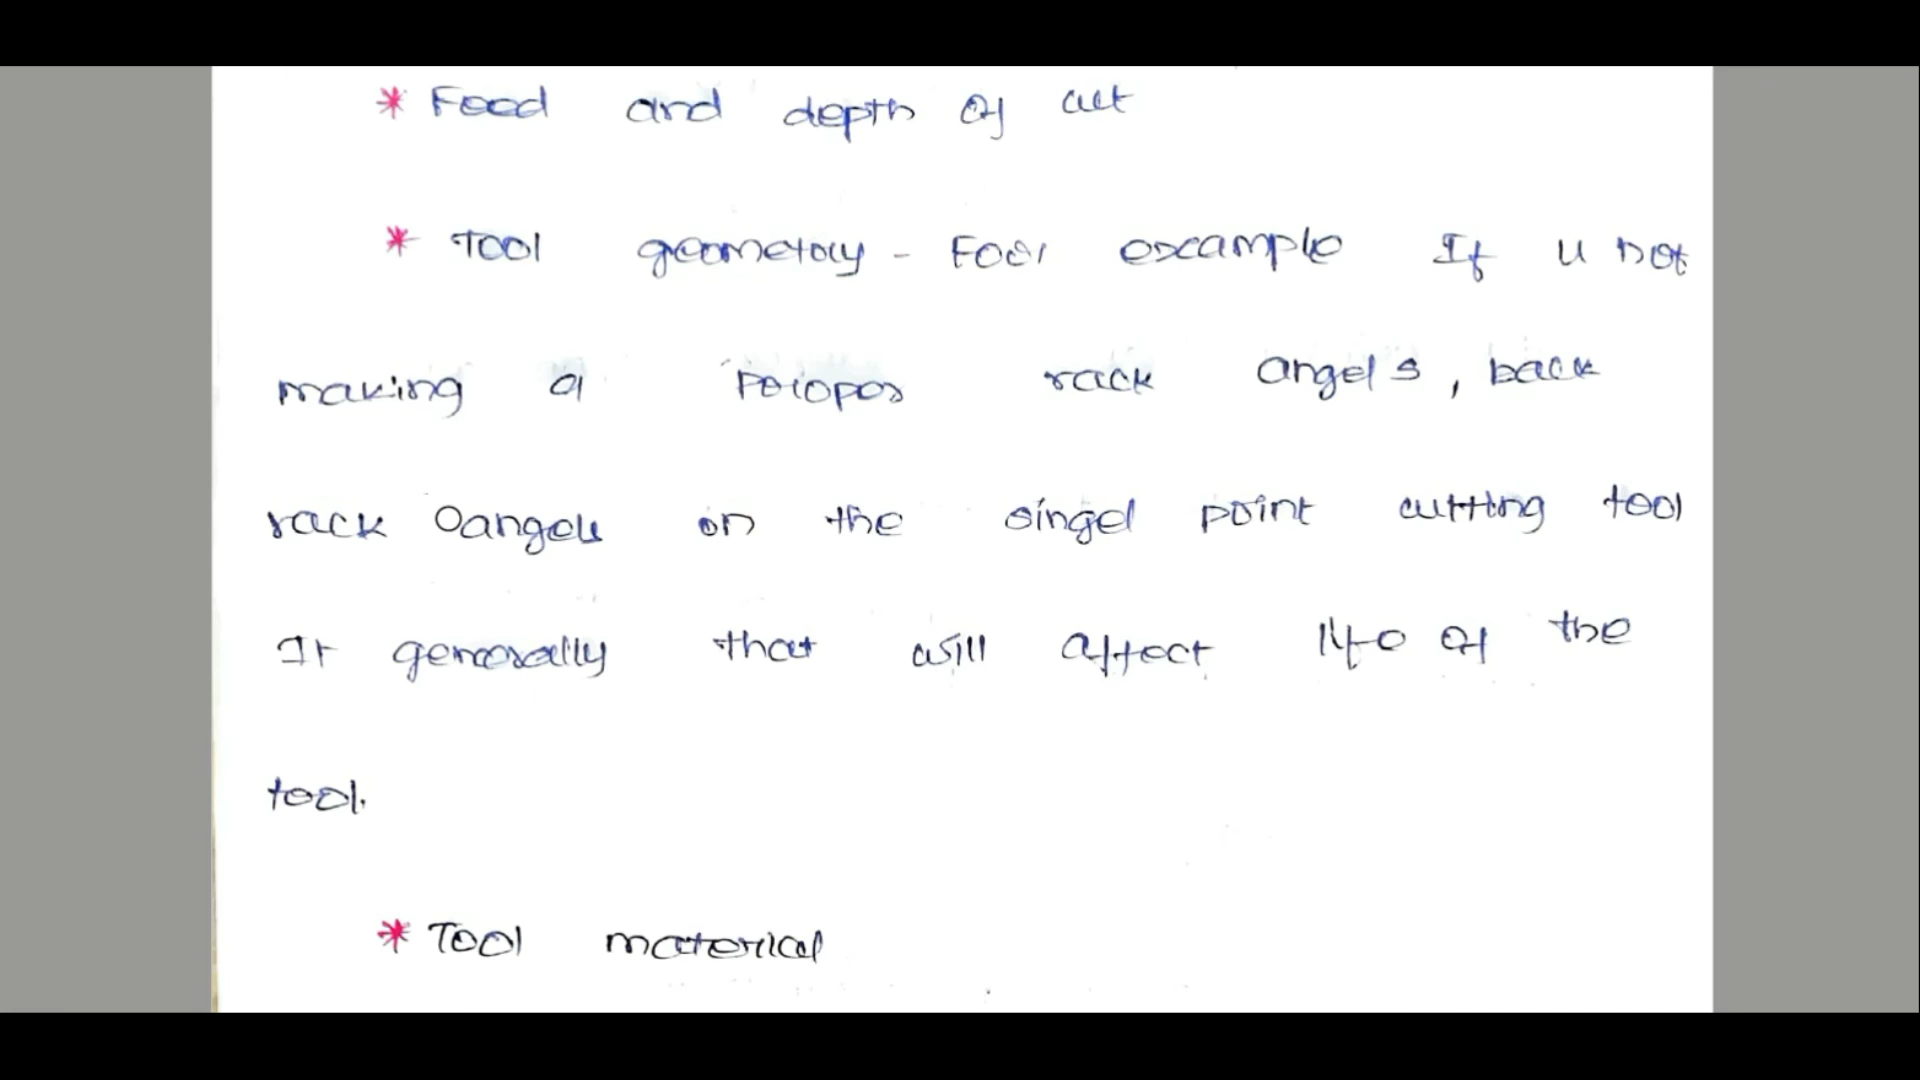 * Feed and depth of cut
* Tool geometry - For example If u not
making a Proper rack angels, back
rack angels on the singel point cutting tool
It generally that will affect life of the
tool.
* Tool material